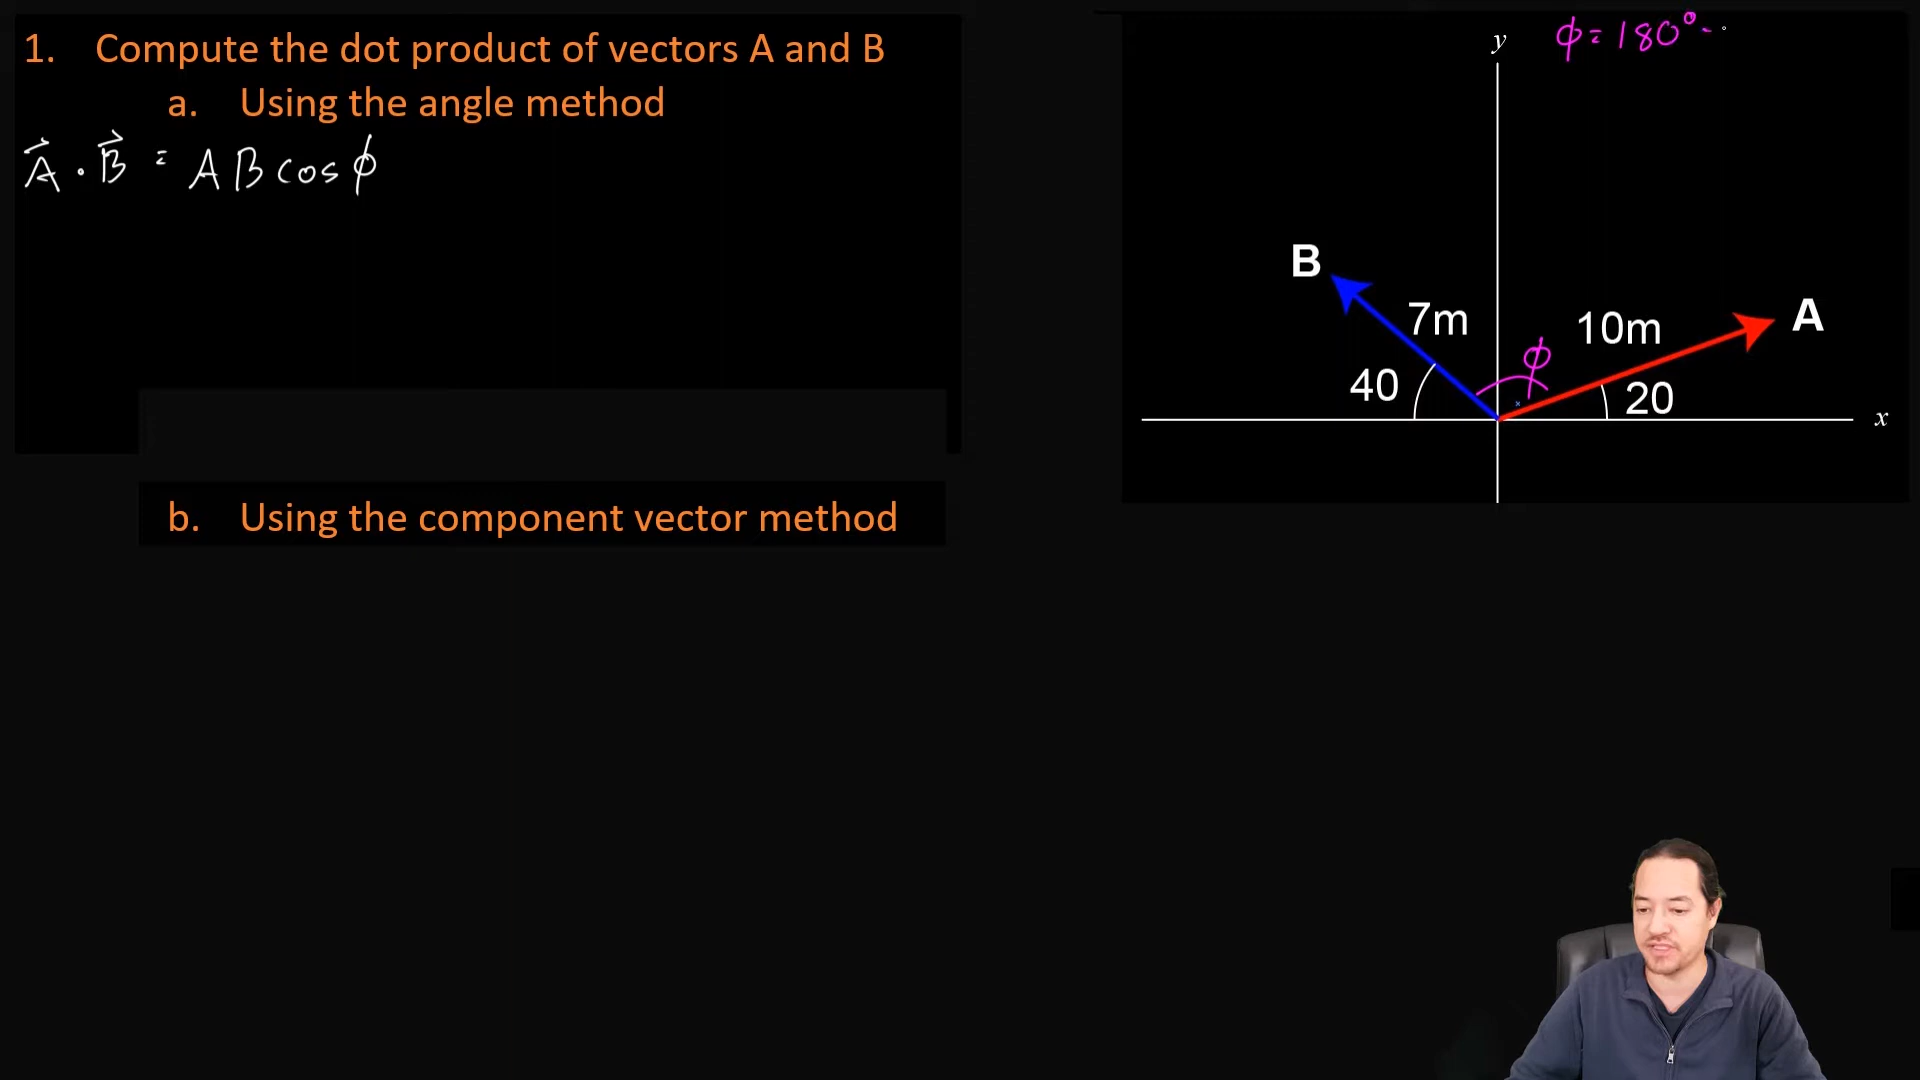 1. Compute the dot product of vectors A and B
a. Using the angle method
A⃗ · B⃗ = A B cos ϕ
b. Using the component vector method
ϕ = 180° -
y
B
7m
10m
A
ϕ
40
20
x